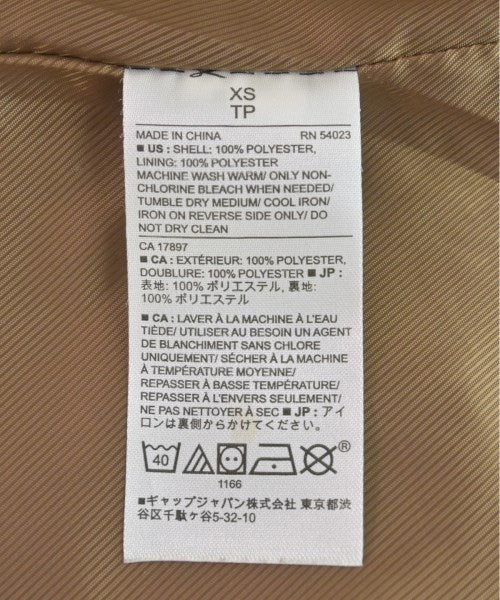 XS
TP
MADE IN CHINA RN 54023
■ US : SHELL: 100% POLYESTER,
LINING: 100% POLYESTER
MACHINE WASH WARM/ ONLY NON-
CHLORINE BLEACH WHEN NEEDED/
TUMBLE DRY MEDIUM/ COOL IRON/
IRON ON REVERSE SIDE ONLY/ DO
NOT DRY CLEAN
CA 17897
■ CA : EXTÉRIEUR: 100% POLYESTER,
DOUBLURE: 100% POLYESTER ■ JP :
表地: 100% ポリエステル, 裏地:
100% ポリエステル
■ CA : LAVER À LA MACHINE À L'EAU
TIÈDE/ UTILISER AU BESOIN UN AGENT
DE BLANCHIMENT SANS CHLORE
UNIQUEMENT/ SÉCHER À LA MACHINE
À TEMPÉRATURE MOYENNE/
REPASSER À BASSE TEMPÉRATURE/
REPASSER À L'ENVERS SEULEMENT/
NE PAS NETTOYER À SEC ■ JP : アイ
ロンは裏側からかけてください。
40 ®
1166
■ギャップジャパン株式会社 東京都渋
谷区千駄ヶ谷5-32-10